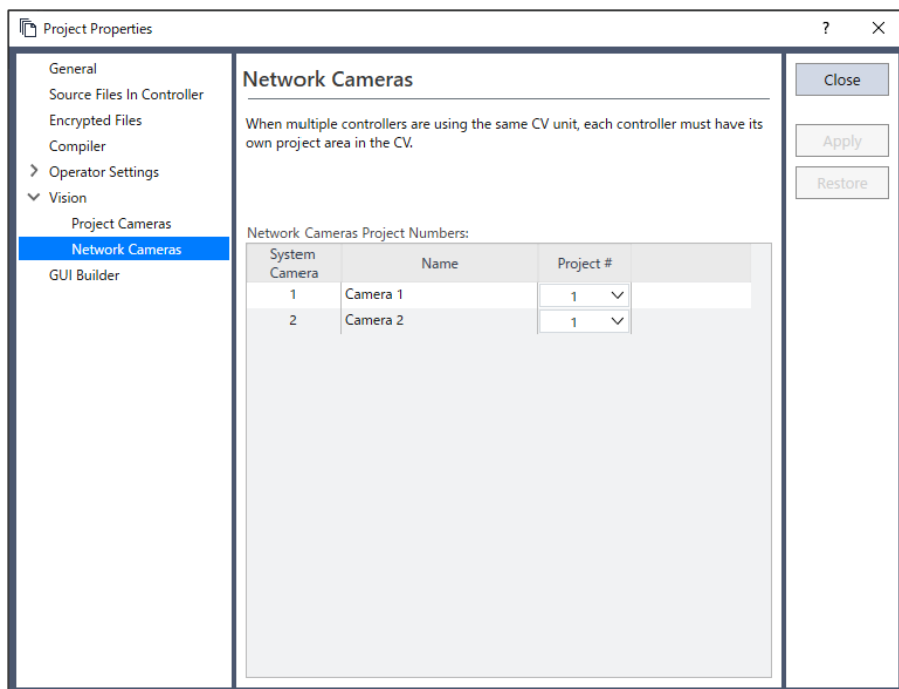 Project Properties
?
General
Source Files In Controller
Encrypted Files
Compiler
Operator Settings
Vision
Project Cameras
Network Cameras
GUI Builder
Network Cameras
When multiple controllers are using the same CV unit, each controller must have its
own project area in the CV.
Network Cameras Project Numbers:
System
Camera
Name
Project #
1 Camera 1 1
2 Camera 2 1
Close
Apply
Restore